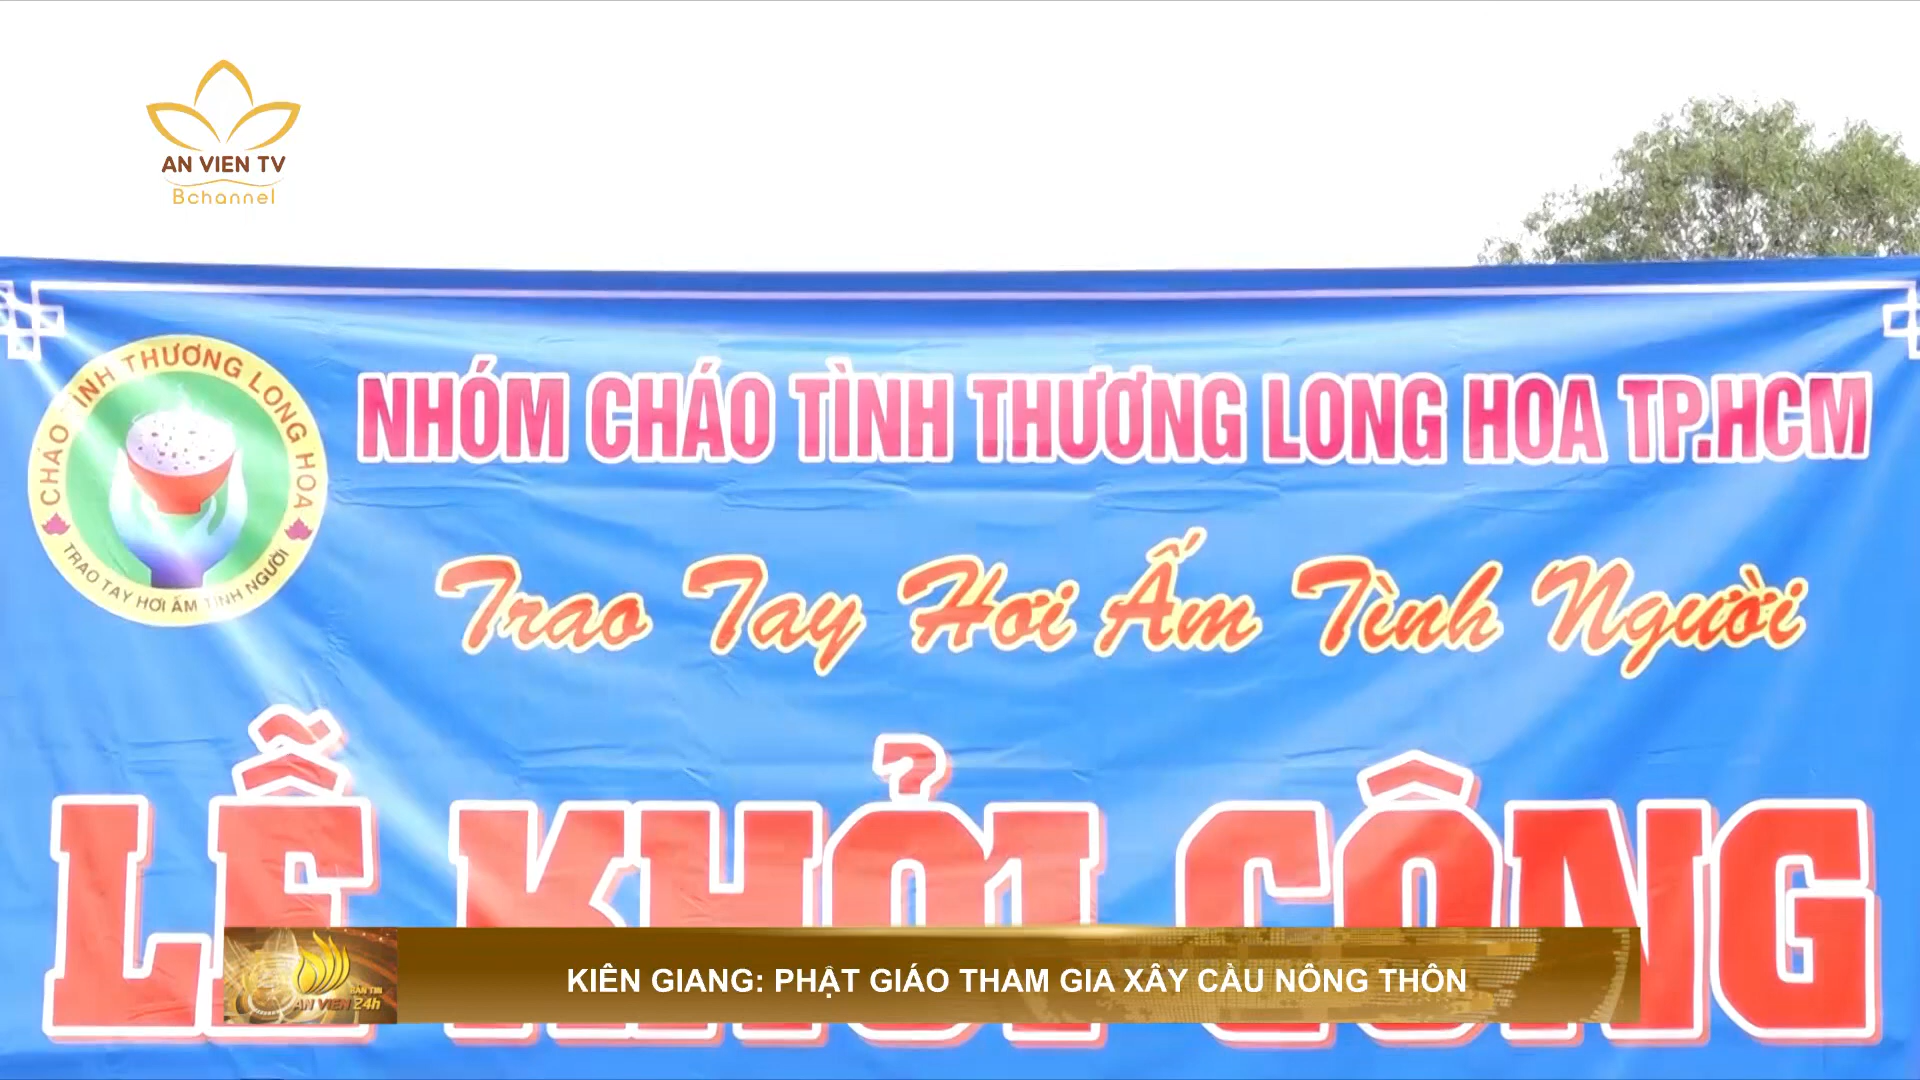 AN VIEN TV
Bchannel
CHÁO TÌNH THƯƠNG LONG HOA
TRAO TAY HƠI ẤM TÌNH NGƯỜI
NHÓM CHÁO TÌNH THƯƠNG LONG HOA TP.HCM
Trao Tay Hơi Ấm Tình Người
LỄ KHỞI CÔNG
BẢN TIN
AN VIEN 24h
KIÊN GIANG: PHẬT GIÁO THAM GIA XÂY CẦU NÔNG THÔN